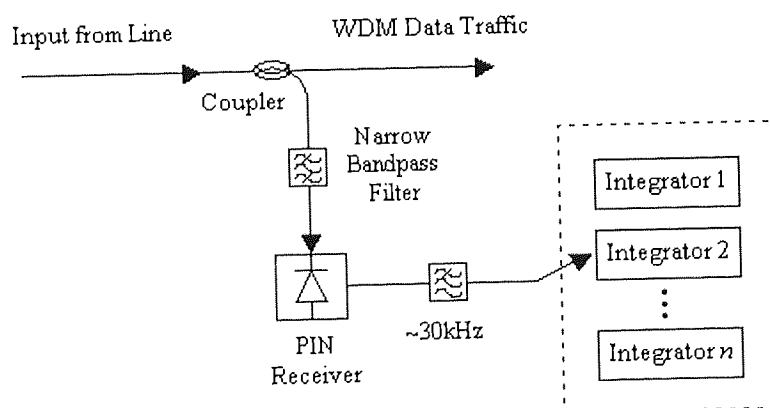 Input from Line
WDM Data Traffic
Coupler
Narrow
Bandpass
Filter
Integrator 1
Integrator 2
~30kHz
PIN
Receiver
Integrator n